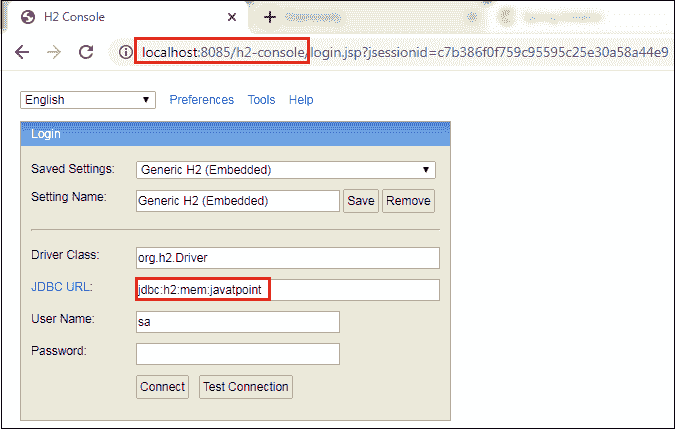 H2 Console
localhost:8085/h2-console/login.jsp?jsessionid=c7b386f0f759c95595c25e30a58a44e9
English Preferences Tools Help
Login
Saved Settings: Generic H2 (Embedded)
Setting Name: Generic H2 (Embedded) Save Remove
Driver Class: org.h2.Driver
JDBC URL: jdbc:h2:mem:javatpoint
User Name: sa
Password:
Connect Test Connection